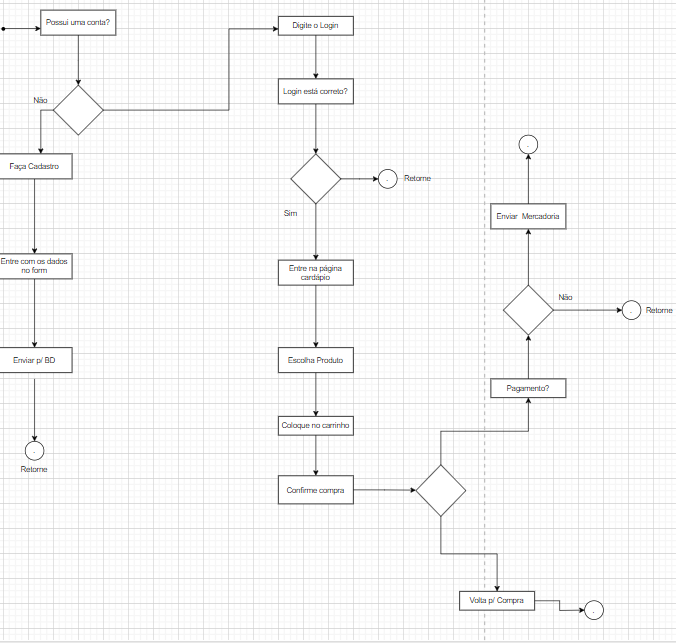 Possui uma conta?
Não
Faça Cadastro
Entre com os dados
no form
Enviar p/ BD
Retorne
Digite o Login
Login está correto?
Retorne
Sim
Entre na página
cardápio
Escolha Produto
Coloque no carrinho
Confirme compra
Enviar Mercadoria
Não
Retorne
Pagamento?
Volta p/ Compra